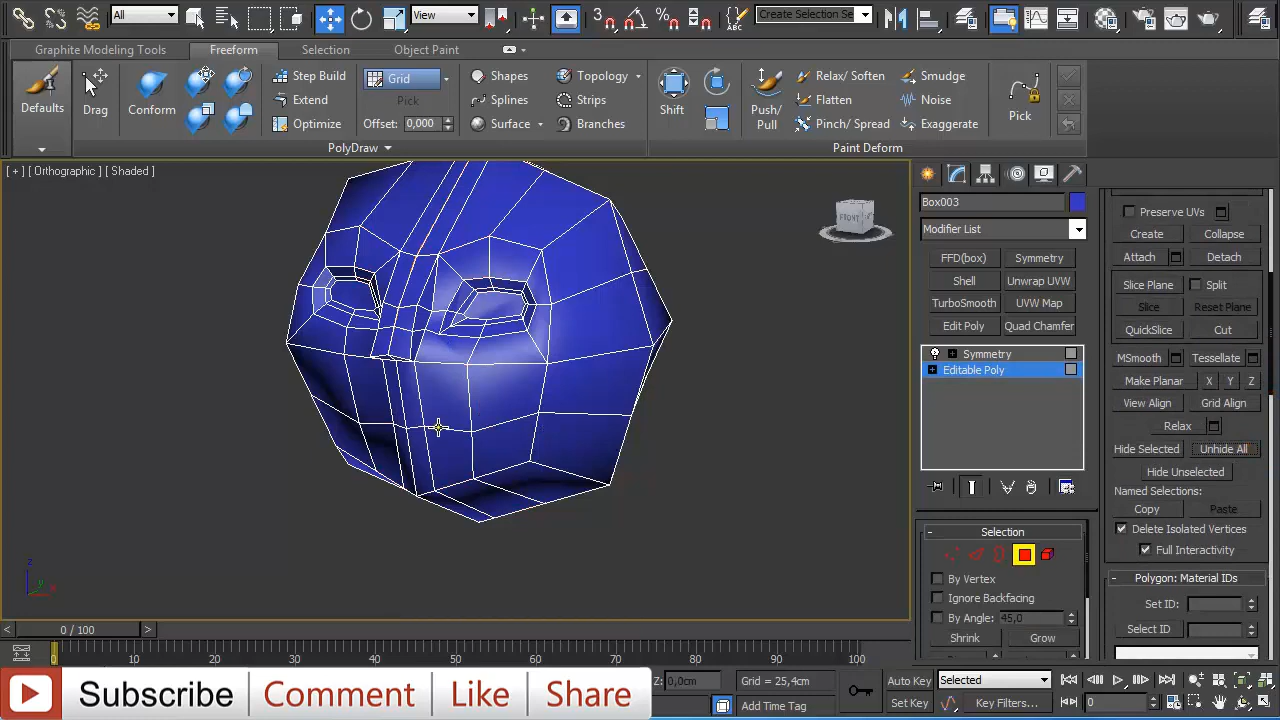 All
View
3
Create Selection Se
Graphite Modeling Tools
Freeform
Selection
Object Paint
Defaults
Drag
Conform
Step Build
Extend
Optimize
Grid
Pick
Offset: 0,000
Shapes
Splines
Surface
Topology
Strips
Branches
PolyDraw
Shift
Push/
Pull
Relax/ Soften
Flatten
Pinch/ Spread
Smudge
Noise
Exaggerate
Pick
Paint Deform
[ + ] [ Orthographic ] [ Shaded ]
FRONT
z
y
x
Box003
Modifier List
FFD(box)
Symmetry
Shell
Unwrap UVW
TurboSmooth
UVW Map
Edit Poly
Quad Chamfer
Symmetry
Editable Poly
Selection
By Vertex
Ignore Backfacing
By Angle: 45,0
Shrink
Grow
Preserve UVs
Create
Collapse
Attach
Detach
Slice Plane
Split
Slice
Reset Plane
QuickSlice
Cut
MSmooth
Tessellate
Make Planar X Y Z
View Align
Grid Align
Relax
Hide Selected
Unhide All
Hide Unselected
Named Selections:
Copy
Paste
Delete Isolated Vertices
Full Interactivity
Polygon: Material IDs
Set ID:
Select ID
< 0 / 100 >
0 10 20 30 40 50 60 70 80 90 100
Subscribe
Comment
Like
Share
Z: 0,0cm
Grid = 25,4cm
Add Time Tag
Auto Key
Selected
Set Key
Key Filters...
0